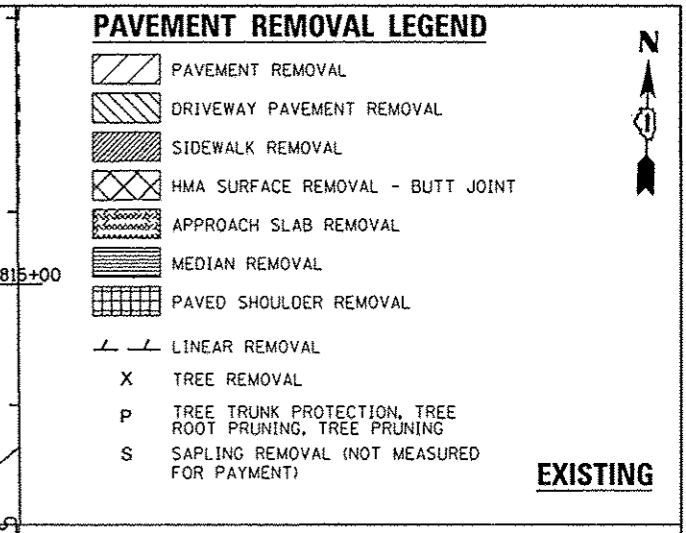 PAVEMENT REMOVAL LEGEND
N
PAVEMENT REMOVAL
DRIVEWAY PAVEMENT REMOVAL
SIDEWALK REMOVAL
HMA SURFACE REMOVAL - BUTT JOINT
APPROACH SLAB REMOVAL
815+00
MEDIAN REMOVAL
PAVED SHOULDER REMOVAL
LINEAR REMOVAL
X TREE REMOVAL
P TREE TRUNK PROTECTION, TREE
ROOT PRUNING, TREE PRUNING
S SAPLING REMOVAL (NOT MEASURED
FOR PAYMENT)
EXISTING